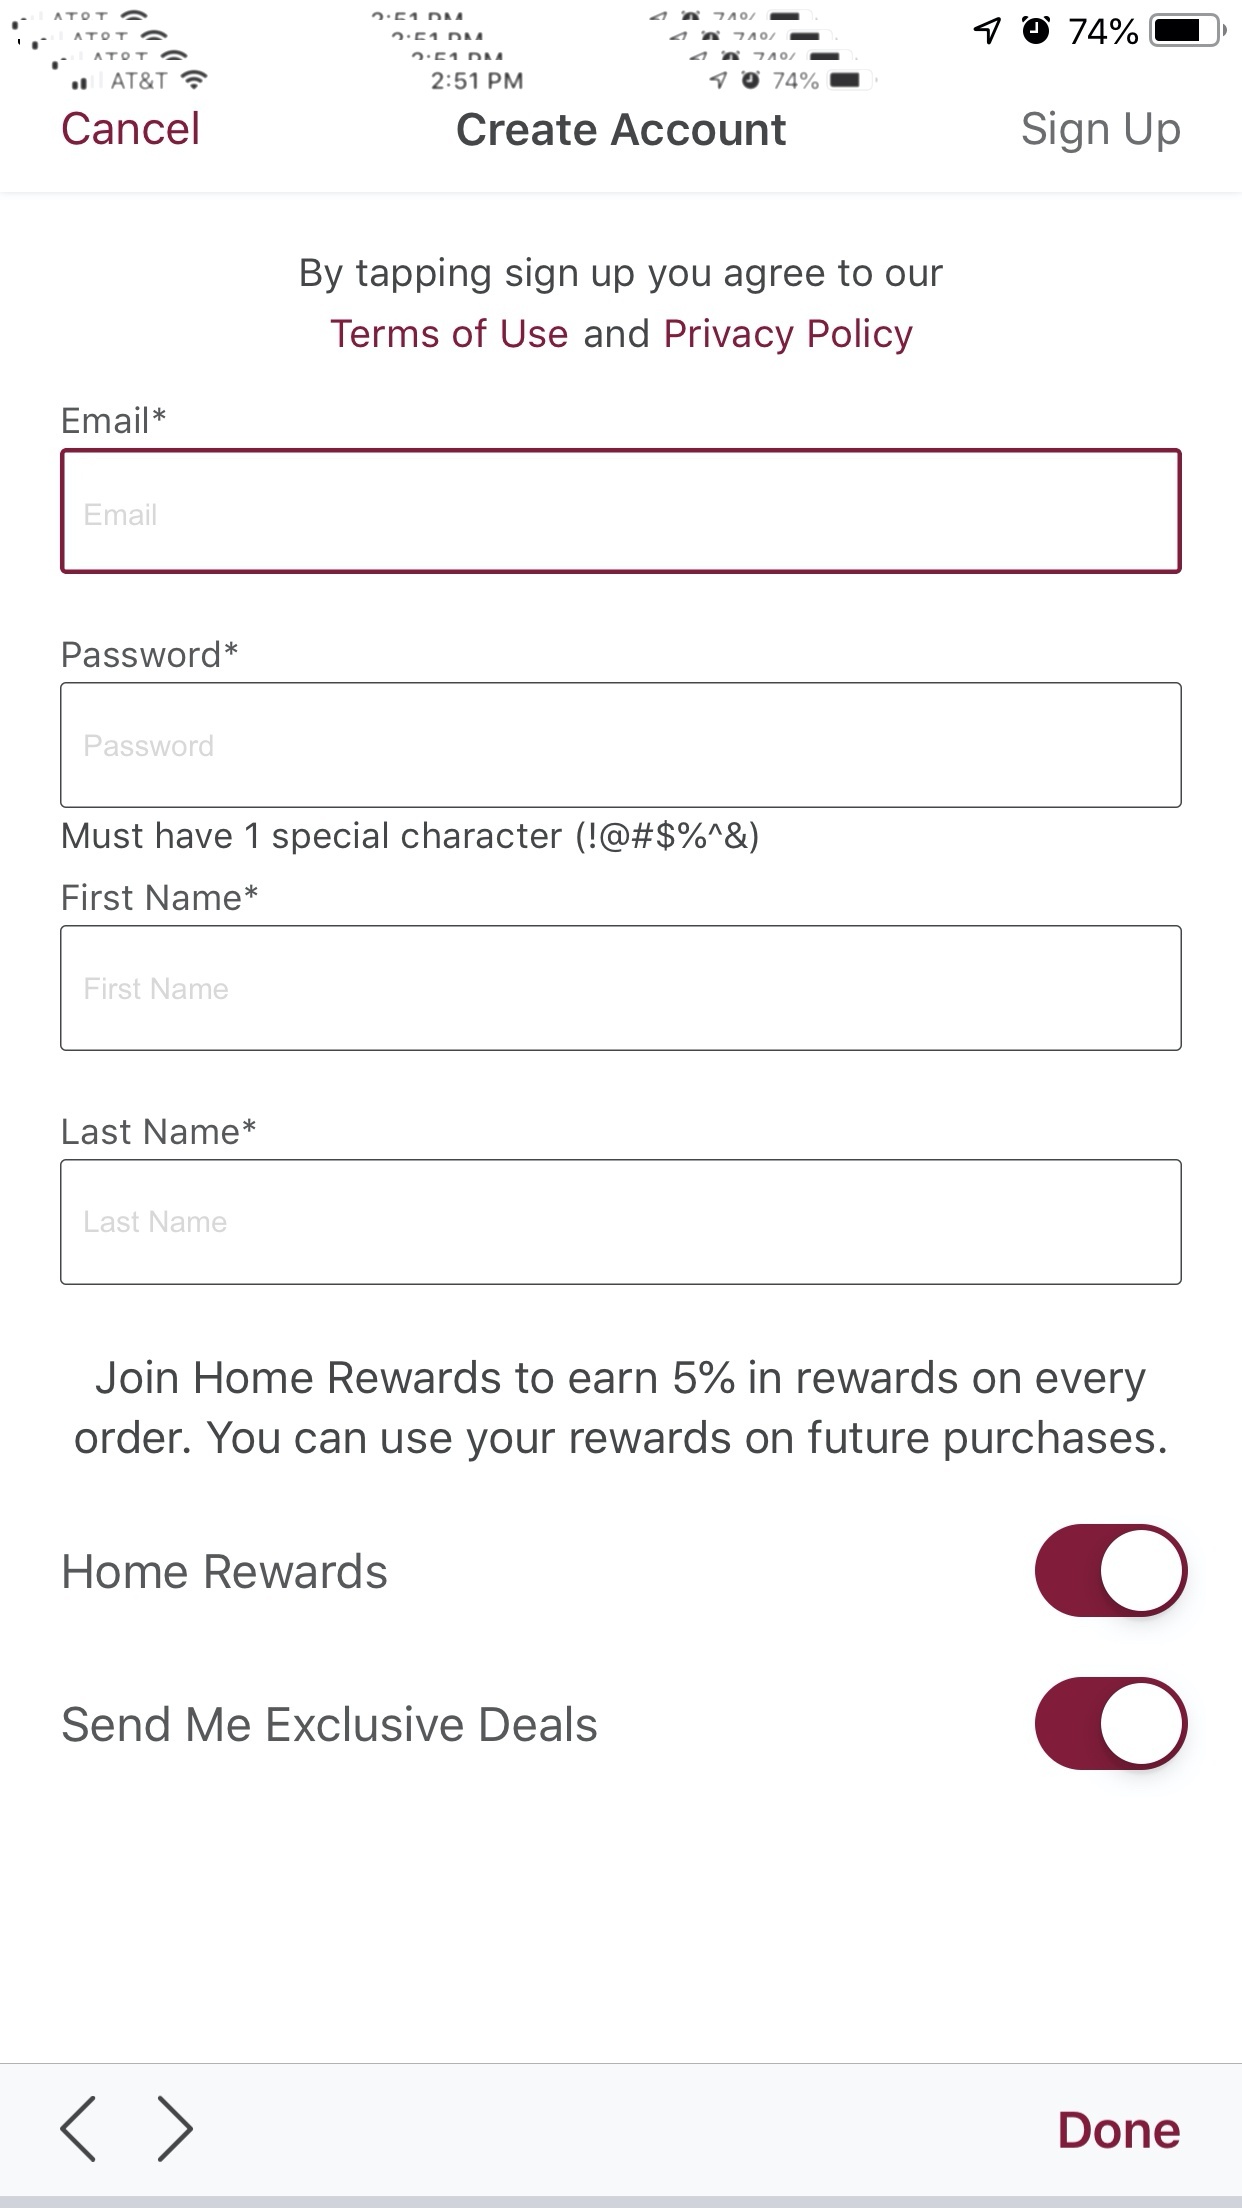 74%
AT&T 2:51 PM 74%
Cancel Create Account Sign Up
By tapping sign up you agree to our
Terms of Use and Privacy Policy
Email*
Email
Password*
Password
Must have 1 special character (!@#$%^&)
First Name*
First Name
Last Name*
Last Name
Join Home Rewards to earn 5% in rewards on every
order. You can use your rewards on future purchases.
Home Rewards
Send Me Exclusive Deals
Done